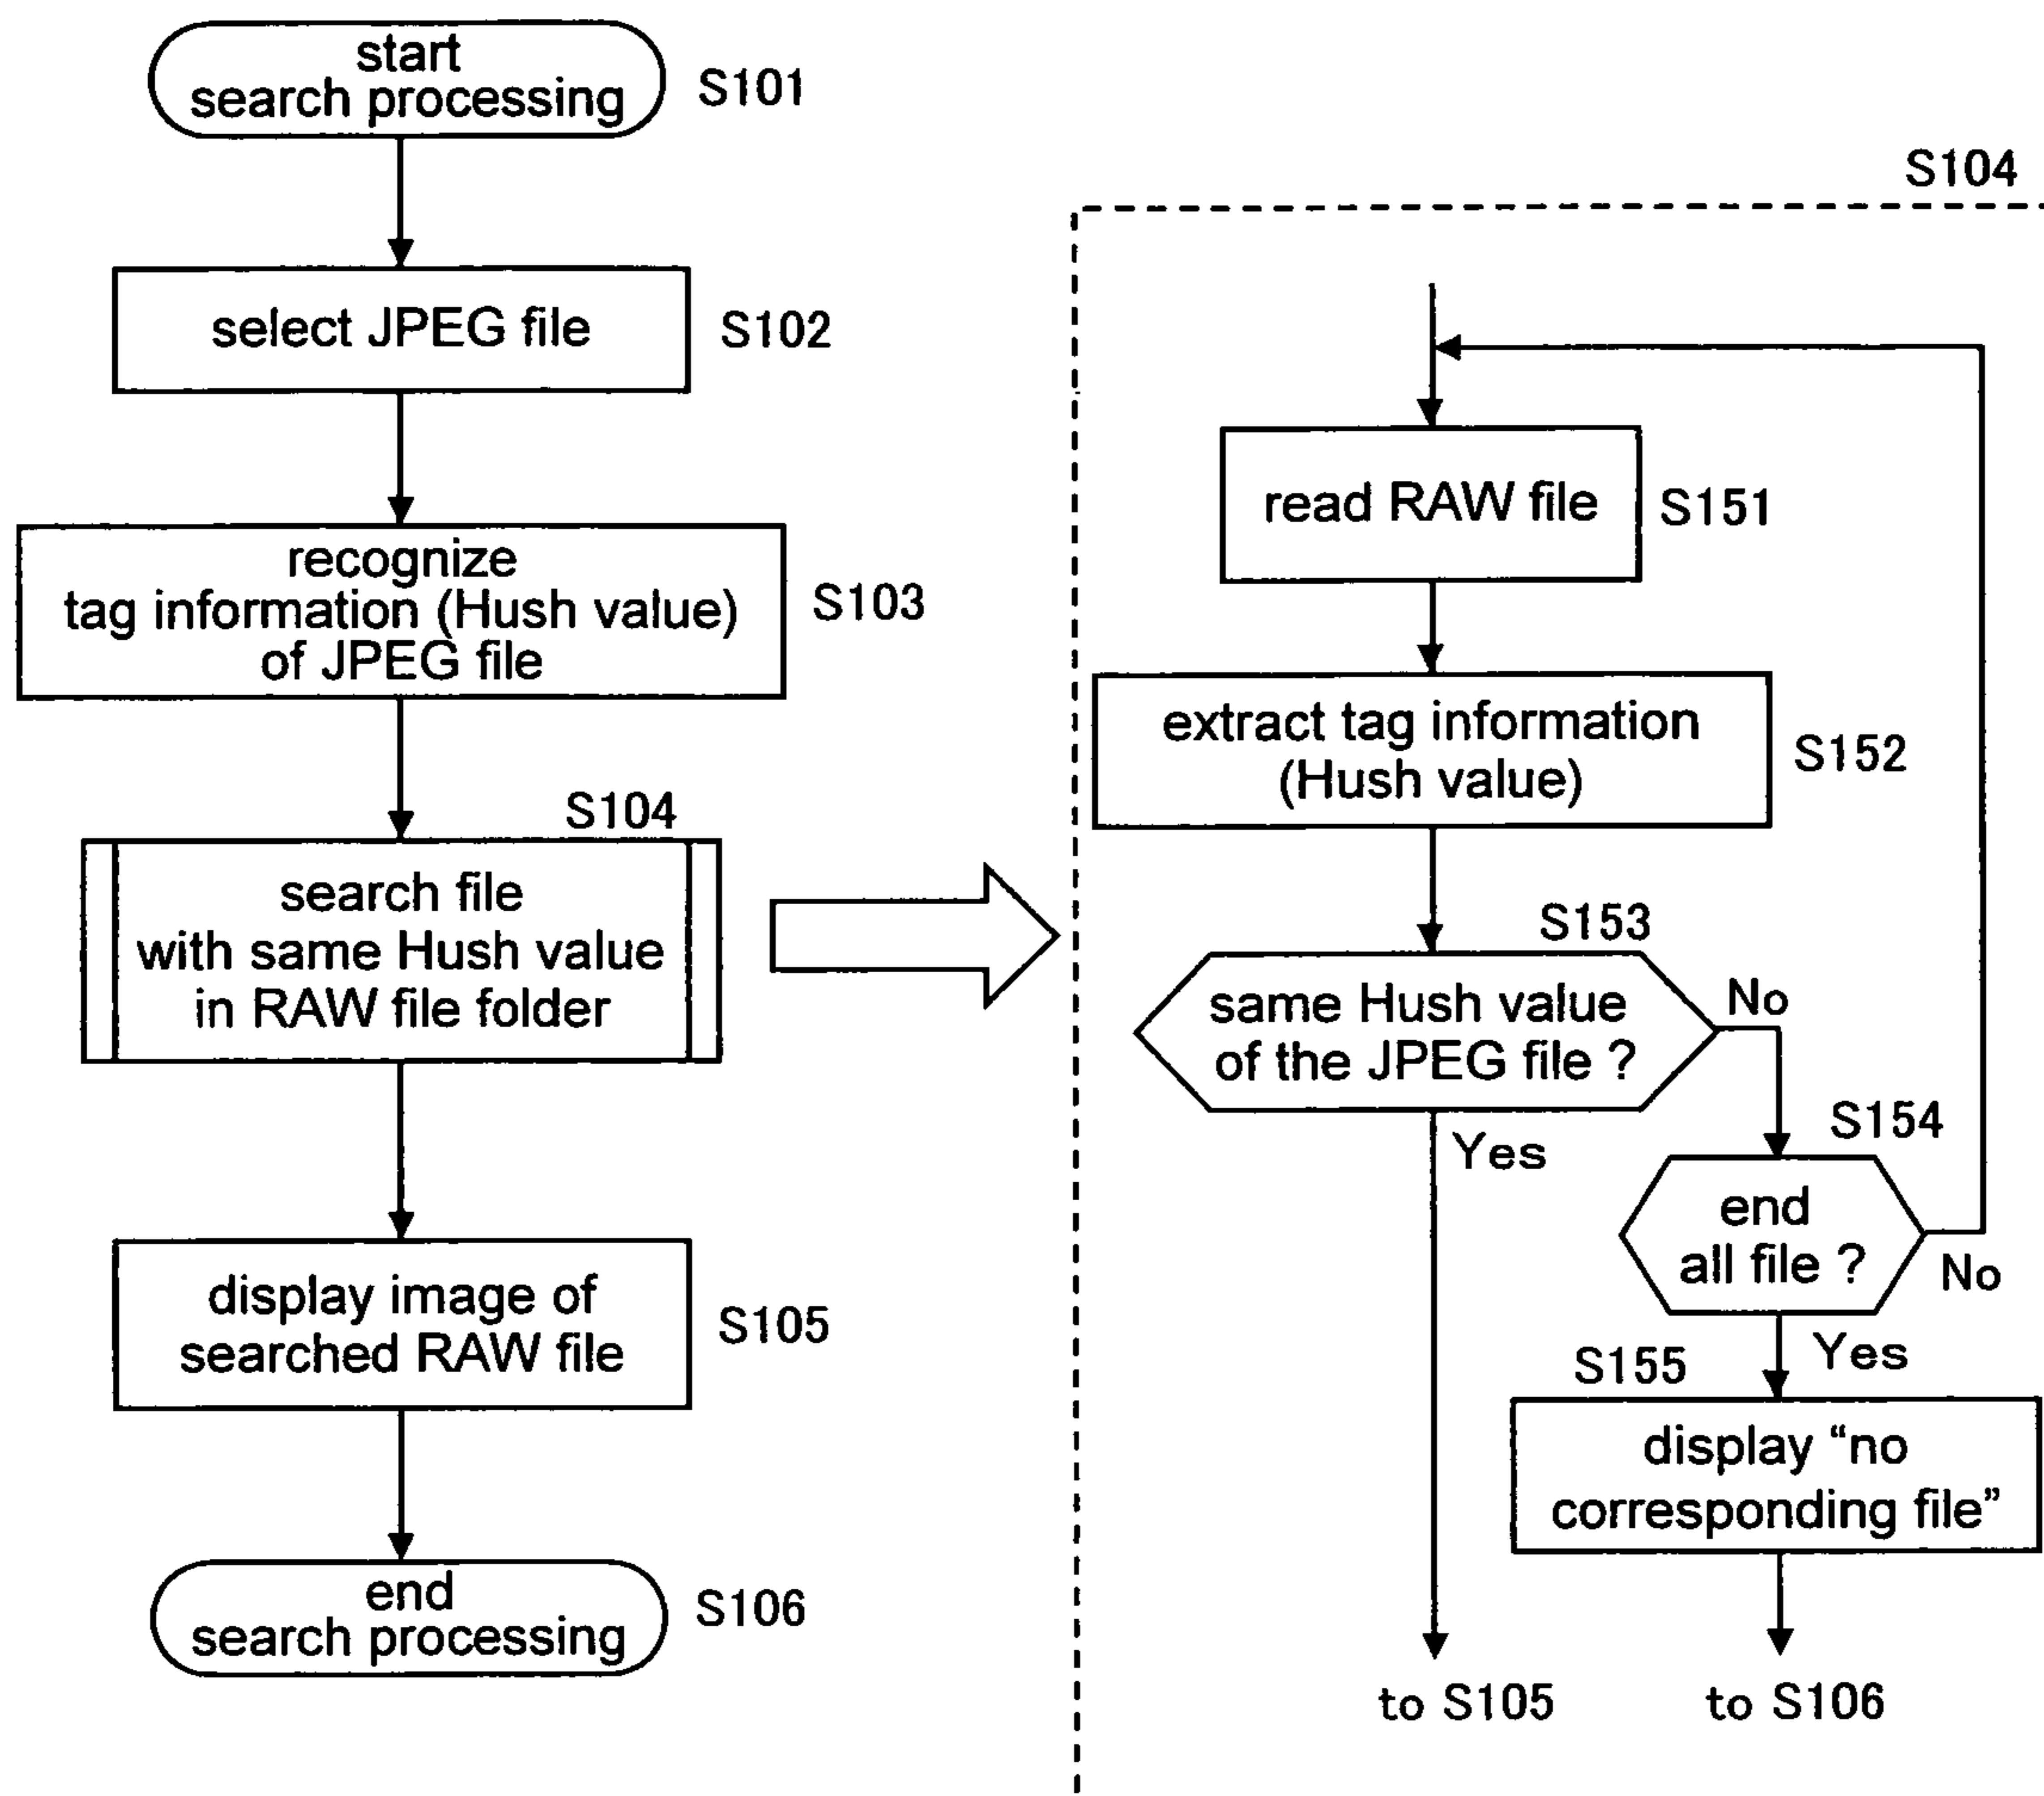 start
search processing
S101
select JPEG file
S102
recognize
tag information (Hush value)
of JPEG file
S103
S104
search file
with same Hush value
in RAW file folder
display image of
searched RAW file
S105
end
search processing
S106
S104
read RAW file
S151
extract tag information
(Hush value)
S152
S153
same Hush value
of the JPEG file ?
No
Yes
S154
end
all file ?
No
Yes
S155
display “no
corresponding file”
to S105
to S106